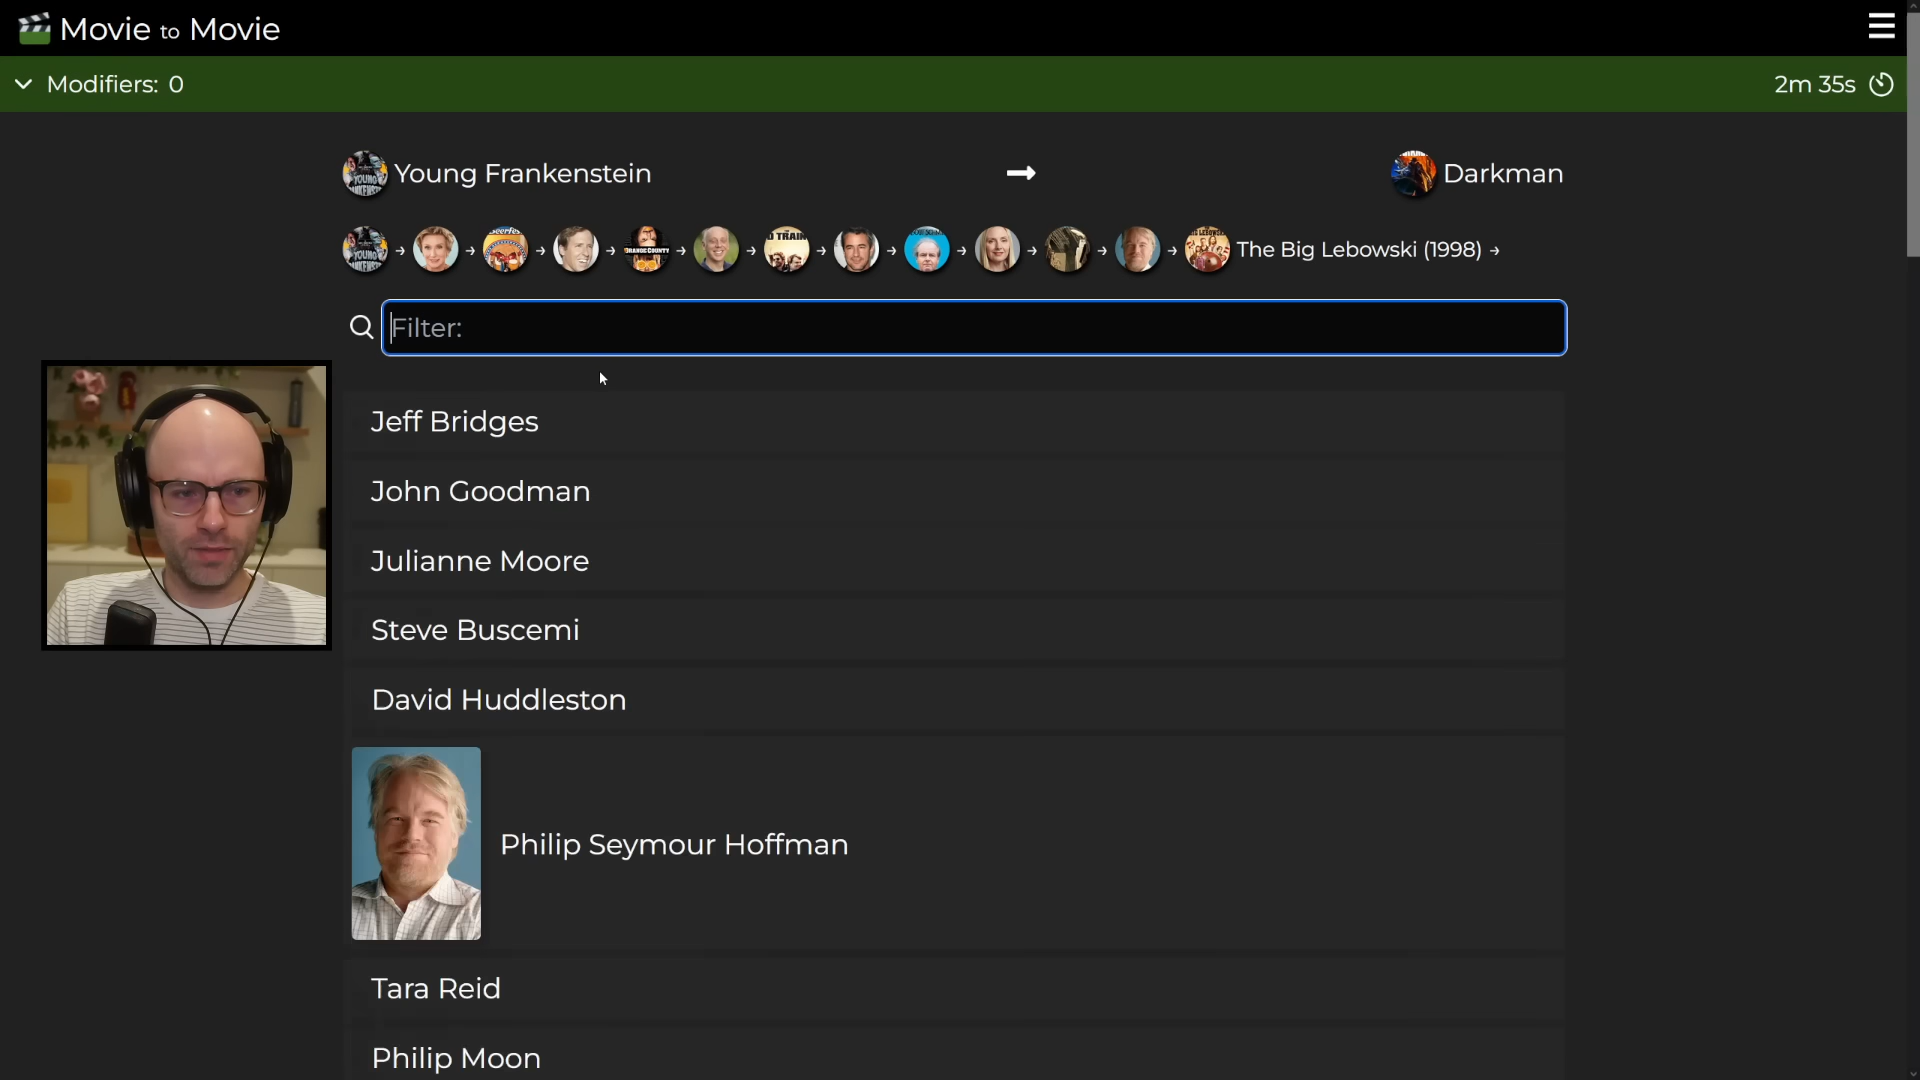 Movie to Movie
Modifiers: 0
2m 35s
Young Frankenstein
Darkman
The Big Lebowski (1998)
Filter:
Jeff Bridges
John Goodman
Julianne Moore
Steve Buscemi
David Huddleston
Philip Seymour Hoffman
Tara Reid
Philip Moon